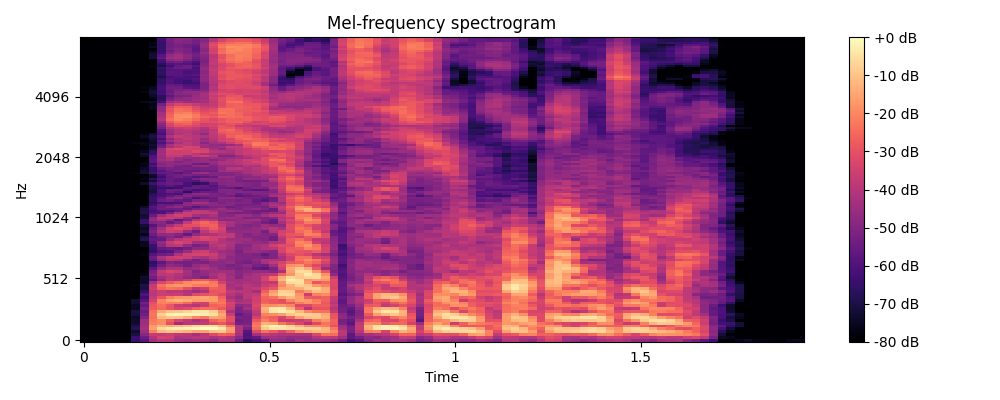 Mel-frequency spectrogram
Hz
4096
2048
1024
512
0
0 0.5 1 1.5
Time
+0 dB
-10 dB
-20 dB
-30 dB
-40 dB
-50 dB
-60 dB
-70 dB
-80 dB